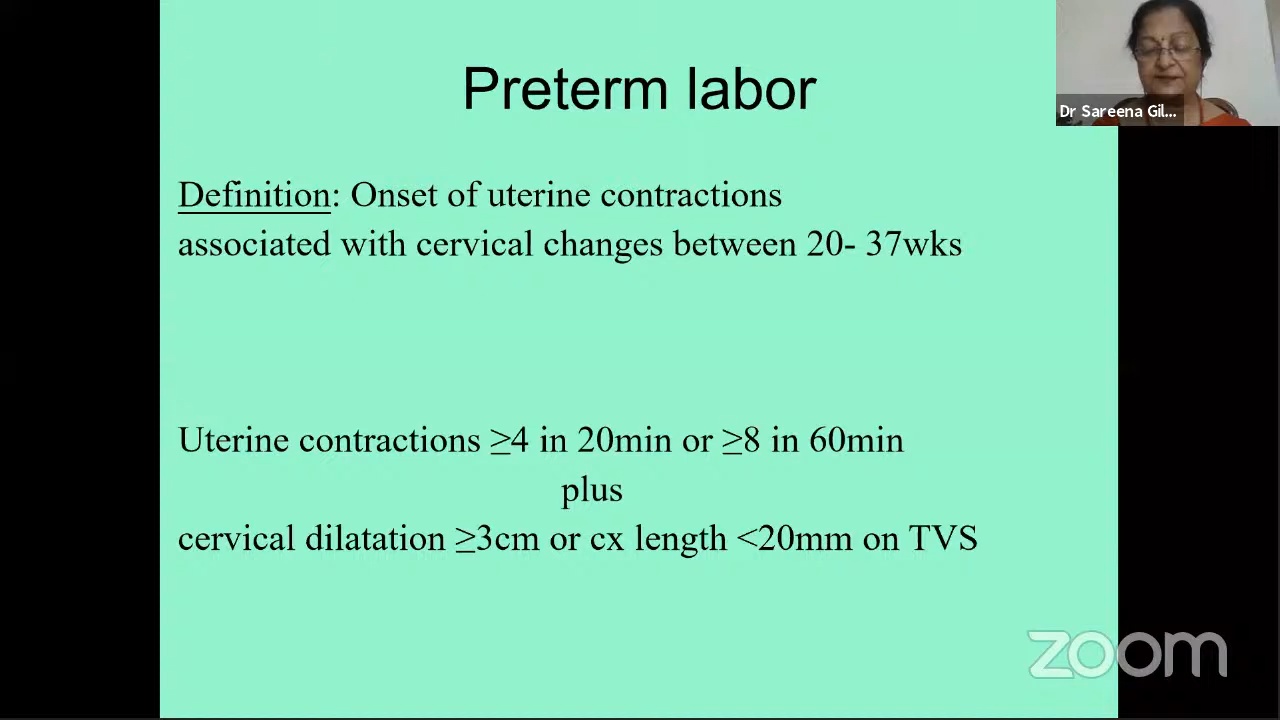 Preterm labor
Dr Sareena Gil...
Definition: Onset of uterine contractions
associated with cervical changes between 20- 37wks
Uterine contractions ≥4 in 20min or ≥8 in 60min
plus
cervical dilatation ≥3cm or cx length <20mm on TVS
zoom